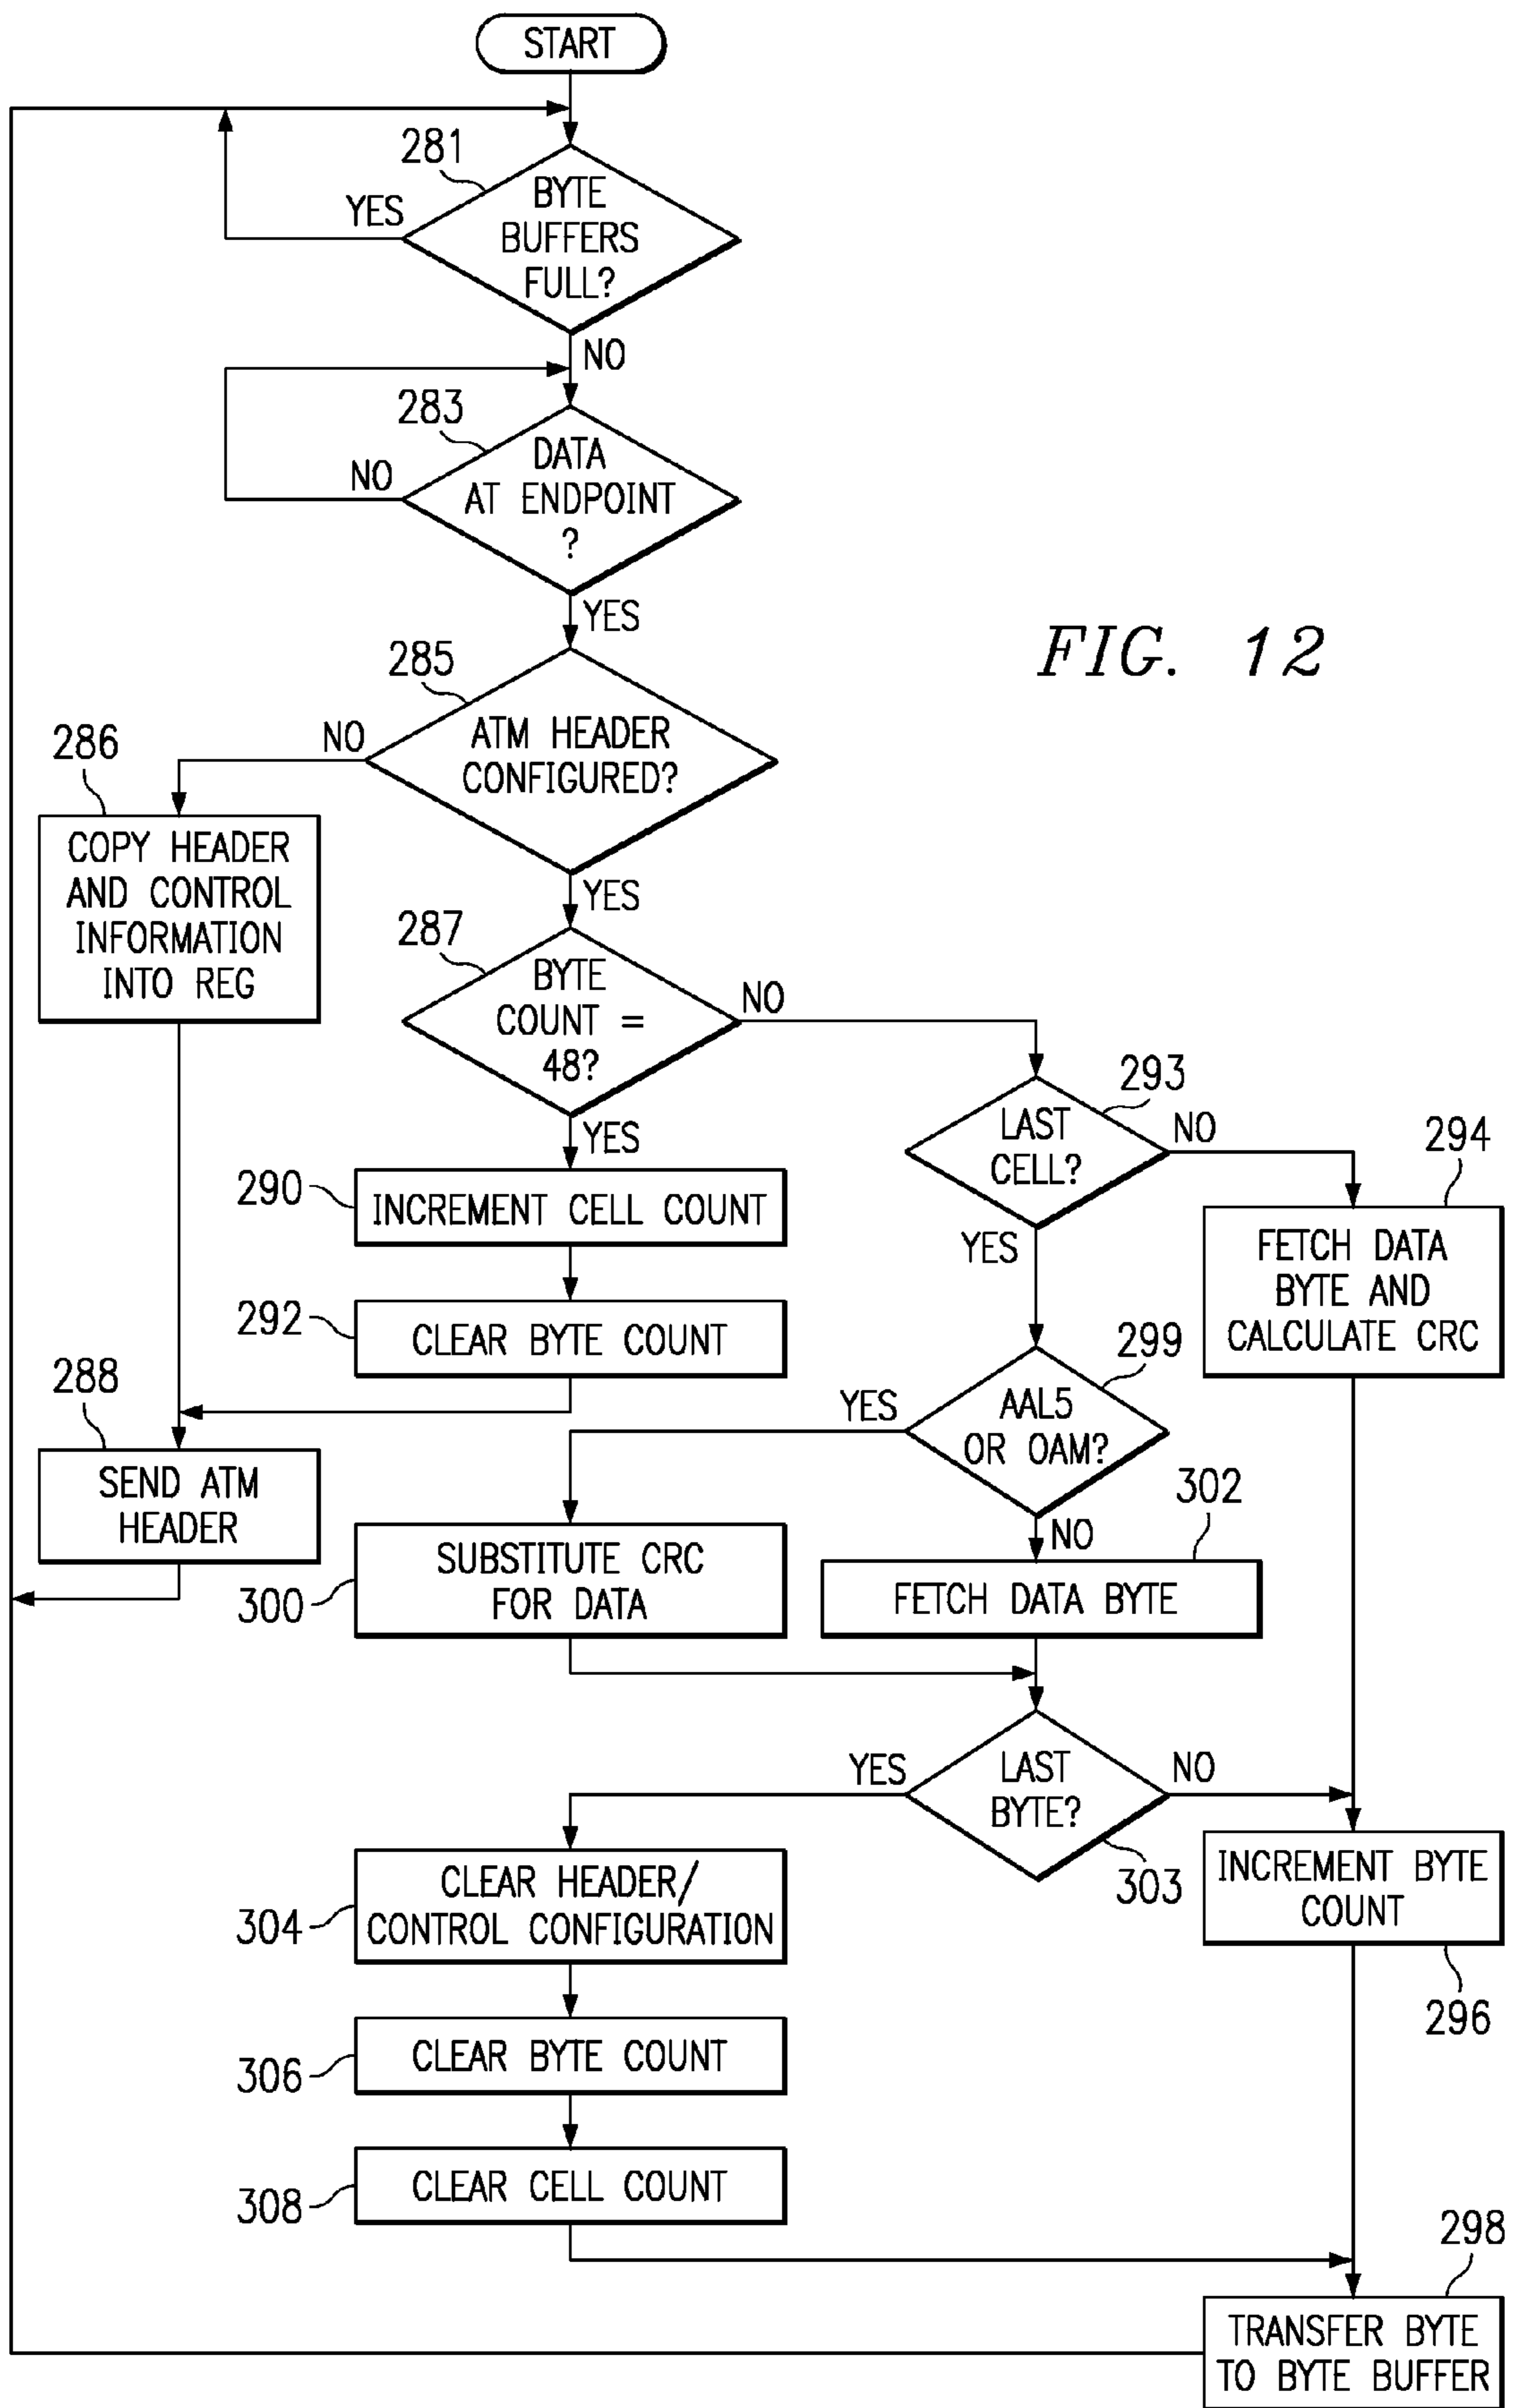 START
281
BYTE
BUFFERS
FULL?
YES
NO
283
DATA
AT ENDPOINT
?
NO
YES
FIG. 12
285
ATM HEADER
CONFIGURED?
NO
YES
286
COPY HEADER
AND CONTROL
INFORMATION
INTO REG
287
BYTE
COUNT =
48?
NO
YES
293
LAST
CELL?
NO
YES
294
FETCH DATA
BYTE AND
CALCULATE CRC
290
INCREMENT CELL COUNT
292
CLEAR BYTE COUNT
288
SEND ATM
HEADER
299
AAL5
OR OAM?
YES
NO
300
SUBSTITUTE CRC
FOR DATA
302
FETCH DATA BYTE
LAST
BYTE?
YES
NO
303
304
CLEAR HEADER/
CONTROL CONFIGURATION
INCREMENT BYTE
COUNT
296
306
CLEAR BYTE COUNT
308
CLEAR CELL COUNT
298
TRANSFER BYTE
TO BYTE BUFFER